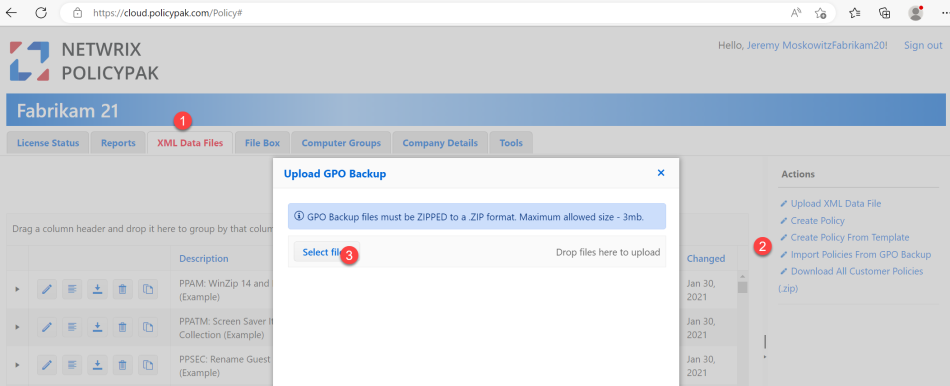 https://cloud.policypak.com/Policy#
NETWRIX
POLICYPAK
Hello, Jeremy MoskowitzFabrikam20! Sign out
Fabrikam 21
1
License Status Reports XML Data Files File Box Computer Groups Company Details Tools
Upload GPO Backup
GPO Backup files must be ZIPPED to a .ZIP format. Maximum allowed size - 3mb.
Select 3 Drop files here to upload
Actions
Upload XML Data File
Create Policy
Create Policy From Template
2 Import Policies From GPO Backup
Download All Customer Policies
(.zip)
Drag a column header and drop it here to group by that
Description Changed
PPAM: WinZip 14 and
(Example)
Jan 30,
2021
PPATM: Screen Saver
Collection (Example)
Jan 30,
2021
PPSEC: Rename Guest
(Example)
Jan 30,
2021